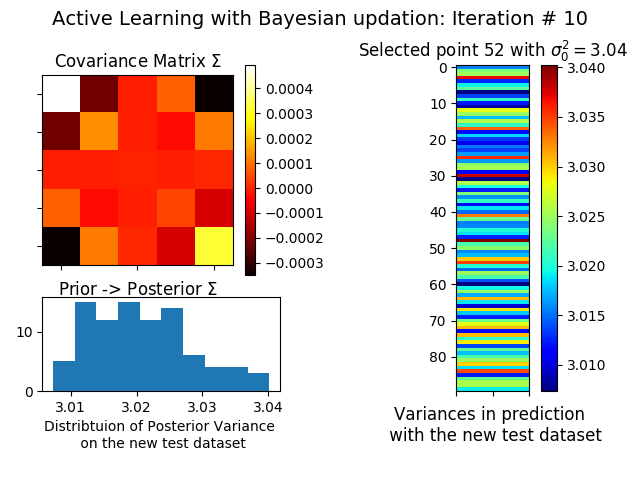 Active Learning with Bayesian updation: Iteration # 10
Covariance Matrix Σ
0.0004
0.0003
0.0002
0.0001
0.0000
−0.0001
−0.0002
−0.0003
Prior -> Posterior Σ
10
0
3.01 3.02 3.03 3.04
Distribtuion of Posterior Variance
on the new test dataset
Selected point 52 with σ₀² = 3.04
0
10
20
30
40
50
60
70
80
3.040
3.035
3.030
3.025
3.020
3.015
3.010
Variances in prediction
with the new test dataset